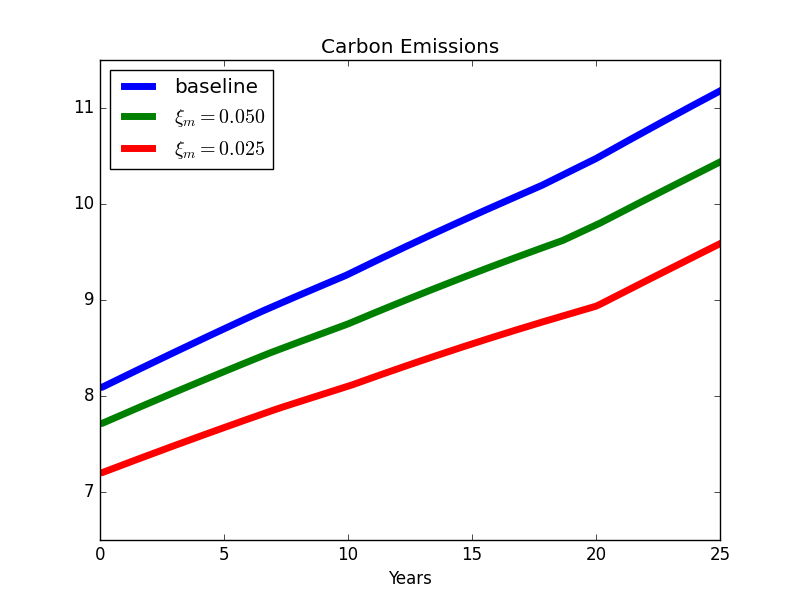 Carbon Emissions
baseline
ξₘ = 0.050
ξₘ = 0.025
11
10
9
8
7
0 5 10 15 20 25
Years